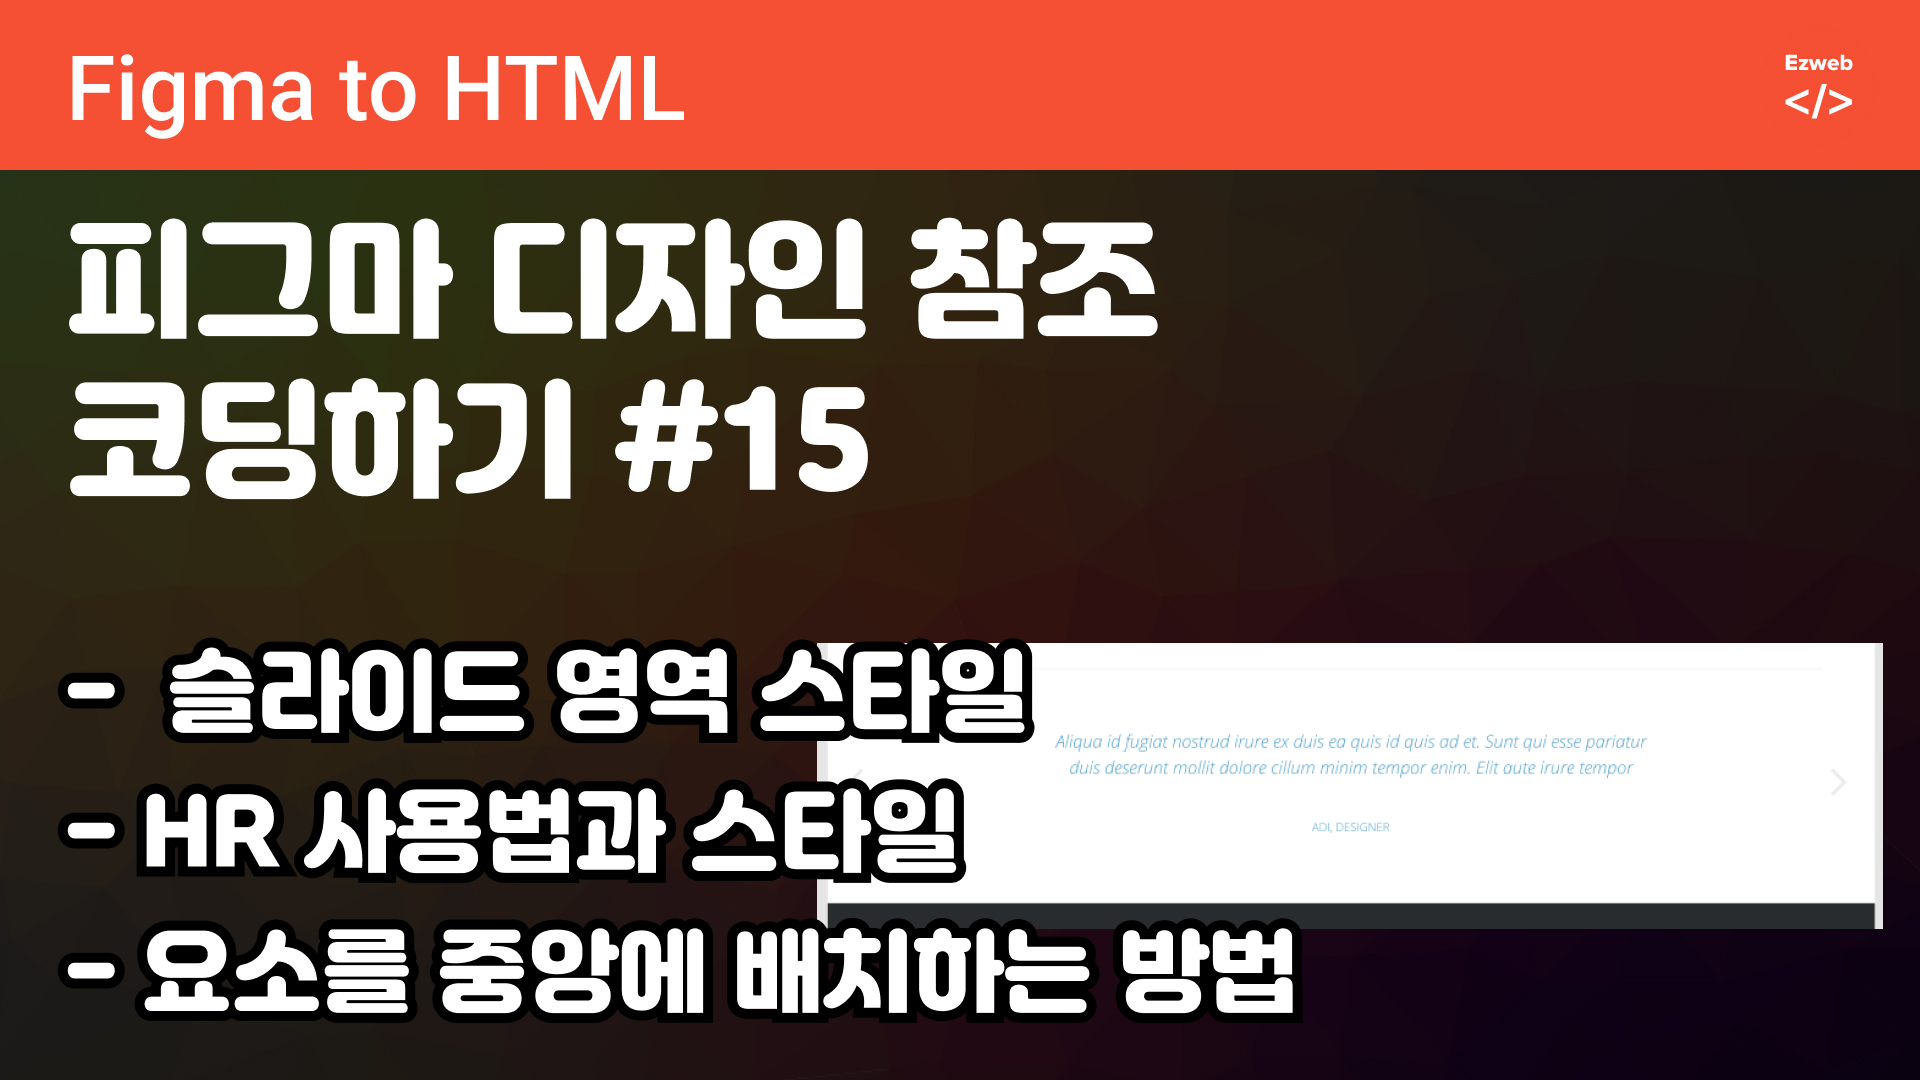 Figma to HTML
Ezweb
</>
피그마 디자인 참조
코딩하기 #15
- 슬라이드 영역 스타일
- HR 사용법과 스타일
- 요소를 중앙에 배치하는 방법
Aliqua id fugiat nostrud irure ex duis ea quis id quis ad et. Sunt qui esse pariatur
duis deserunt mollit dolore cillum minim tempor enim. Elit aute irure tempor
ADI, DESIGNER